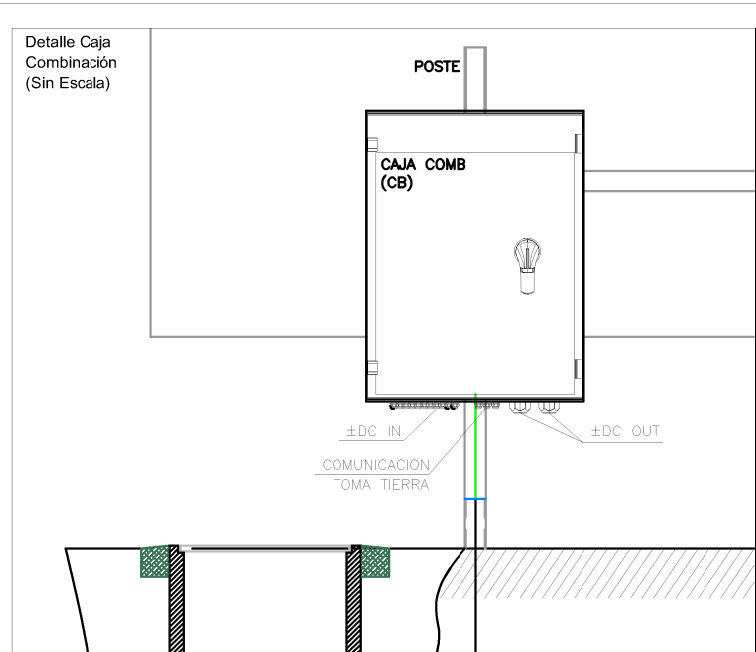 Detalle Caja
Combinación
(Sin Escala)
POSTE
CAJA COMB
(CB)
±DC IN
±DC OUT
COMUNICACION
TOMA TIERRA